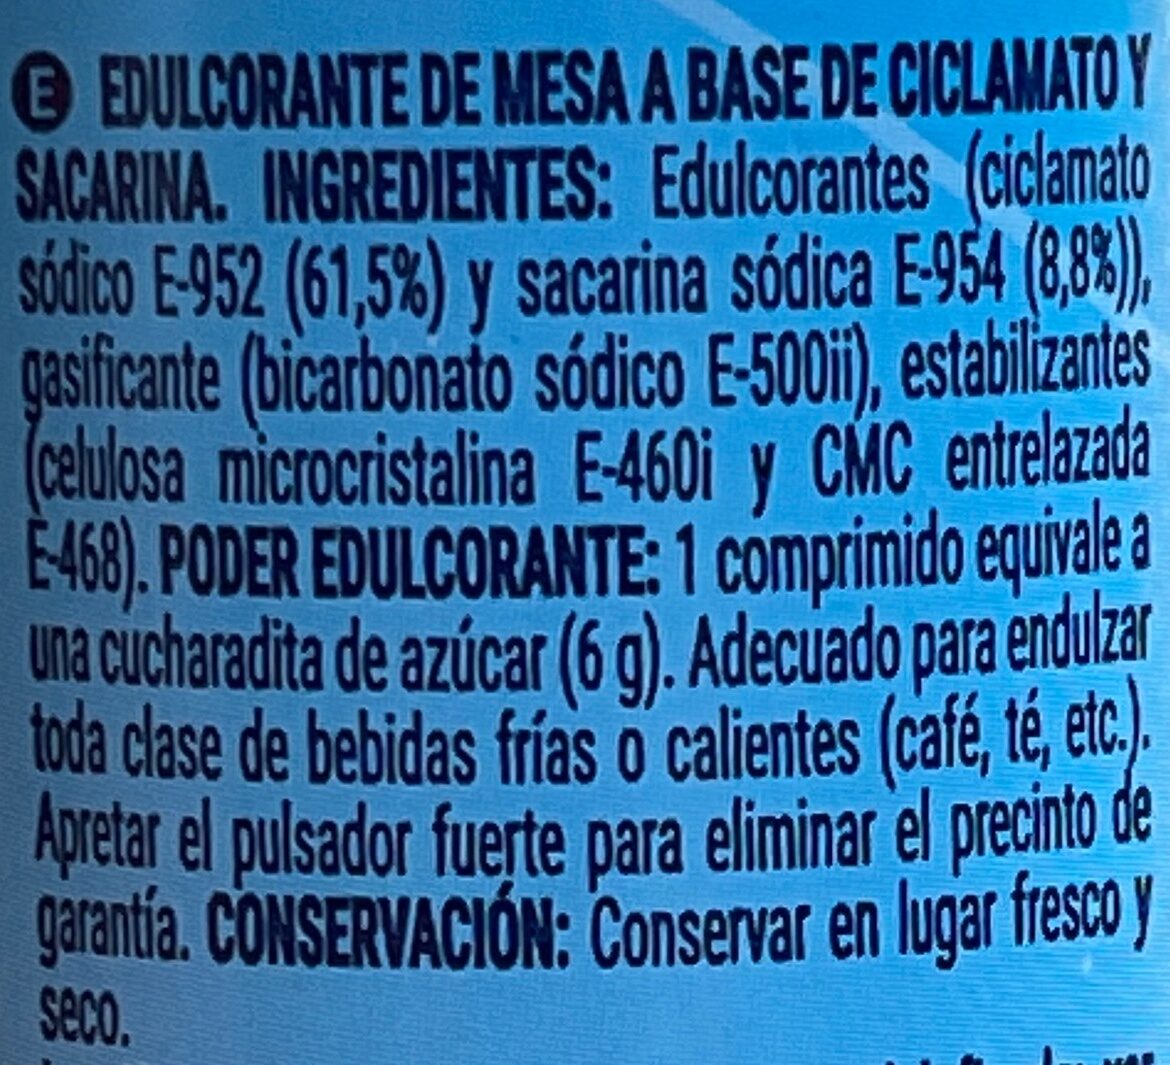 E EDULCORANTE DE MESA A BASE DE CICLAMATO Y
SACARINA. INGREDIENTES: Edulcorantes (ciclamato
sódico E-952 (61,5%) y sacarina sódica E-954 (8,8%)),
gasificante (bicarbonato sódico E-500ii), estabilizantes
(celulosa microcristalina E-460i y CMC entrelazada
E-468). PODER EDULCORANTE: 1 comprimido equivale a
una cucharadita de azúcar (6 g). Adecuado para endulzar
toda clase de bebidas frías o calientes (café, té, etc.).
Apretar el pulsador fuerte para eliminar el precinto de
garantía. CONSERVACIÓN: Conservar en lugar fresco y
seco.